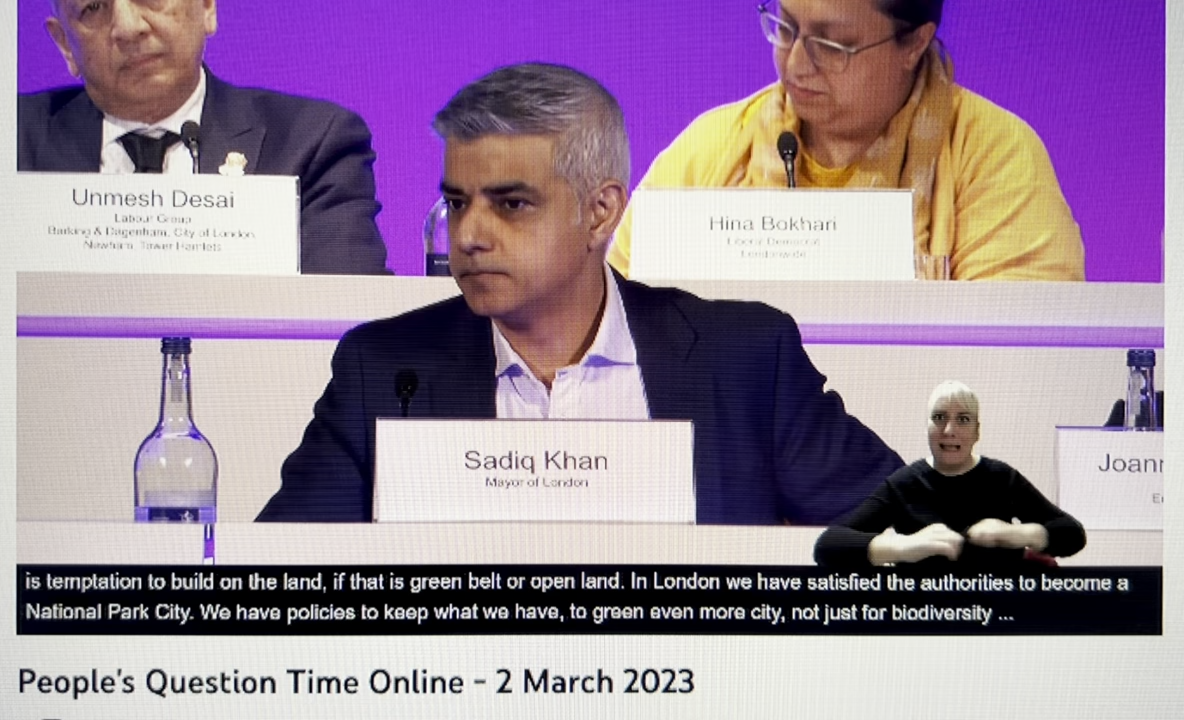 Unmesh Desai
Labour Group
Barking & Dagenham, City of London,
Newham, Tower Hamlets
Hina Bokhari
Liberal Democrat
Londonwide
Sadiq Khan
Mayor of London
Joann
is temptation to build on the land, if that is green belt or open land. In London we have satisfied the authorities to become a
National Park City. We have policies to keep what we have, to green even more city, not just for biodiversity ...
People's Question Time Online - 2 March 2023